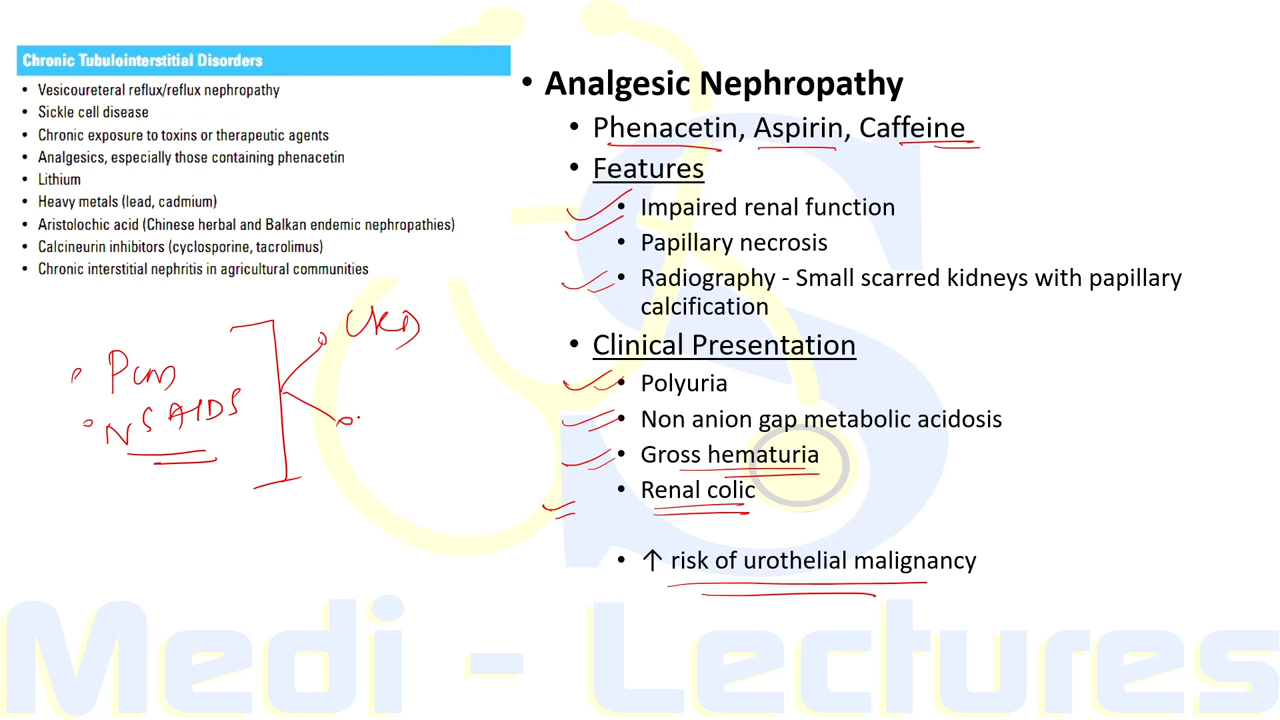 Chronic Tubulointerstitial Disorders
• Vesicoureteral reflux/reflux nephropathy
• Sickle cell disease
• Chronic exposure to toxins or therapeutic agents
• Analgesics, especially those containing phenacetin
• Lithium
• Heavy metals (lead, cadmium)
• Aristolochic acid (Chinese herbal and Balkan endemic nephropathies)
• Calcineurin inhibitors (cyclosporine, tacrolimus)
• Chronic interstitial nephritis in agricultural communities
PCM
NSAIDS
CKD
• Analgesic Nephropathy
• Phenacetin, Aspirin, Caffeine
• Features
• Impaired renal function
• Papillary necrosis
• Radiography - Small scarred kidneys with papillary
calcification
• Clinical Presentation
• Polyuria
• Non anion gap metabolic acidosis
• Gross hematuria
• Renal colic
• ↑ risk of urothelial malignancy
Medi - Lectures